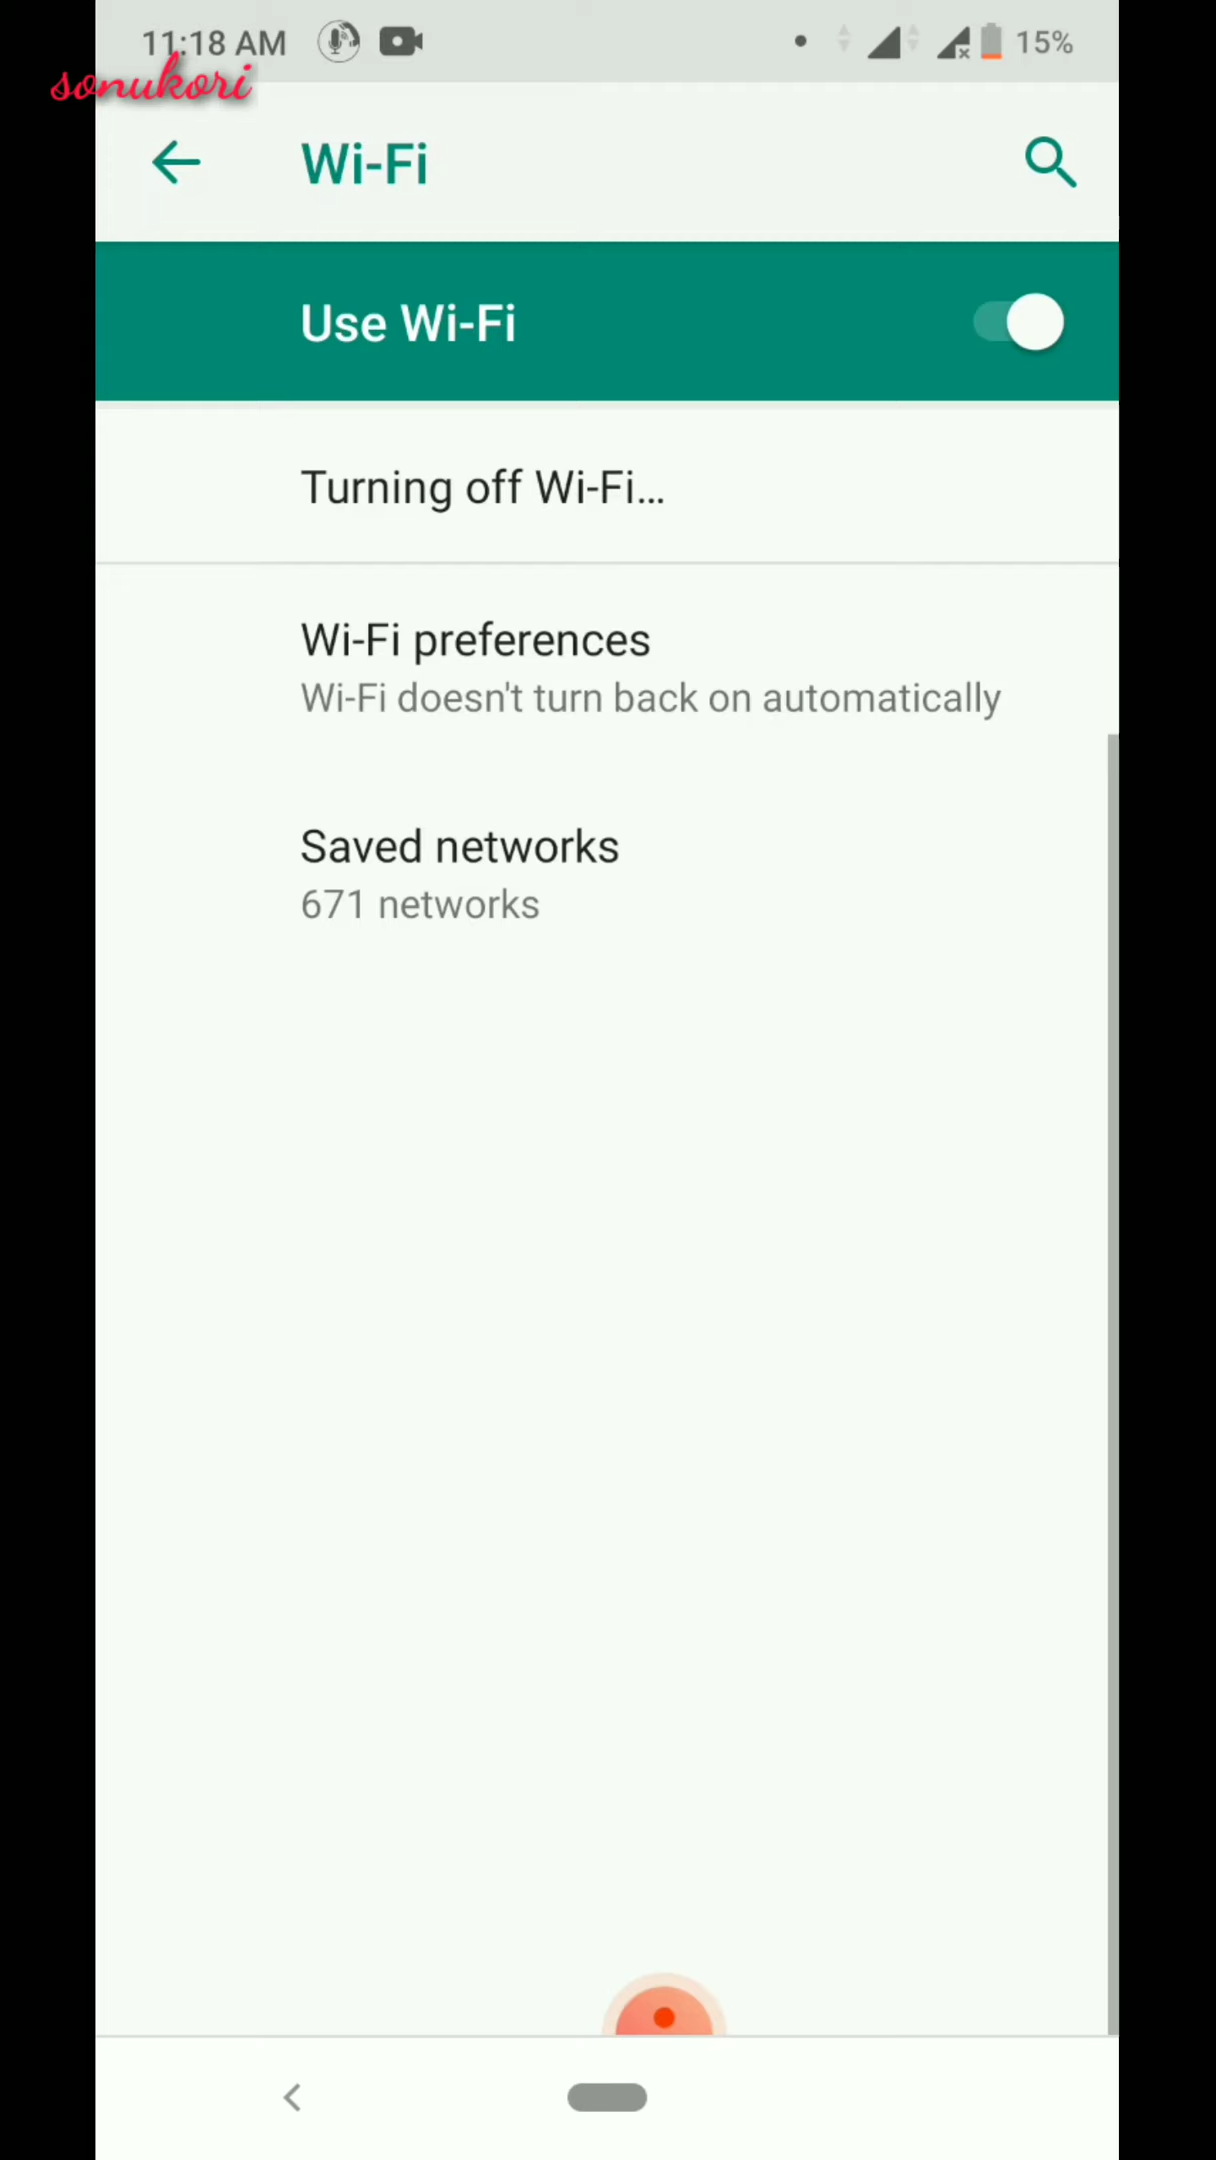 11:18 AM
15%
sonukori
Wi-Fi
Use Wi-Fi
Turning off Wi-Fi...
Wi-Fi preferences
Wi-Fi doesn't turn back on automatically
Saved networks
671 networks